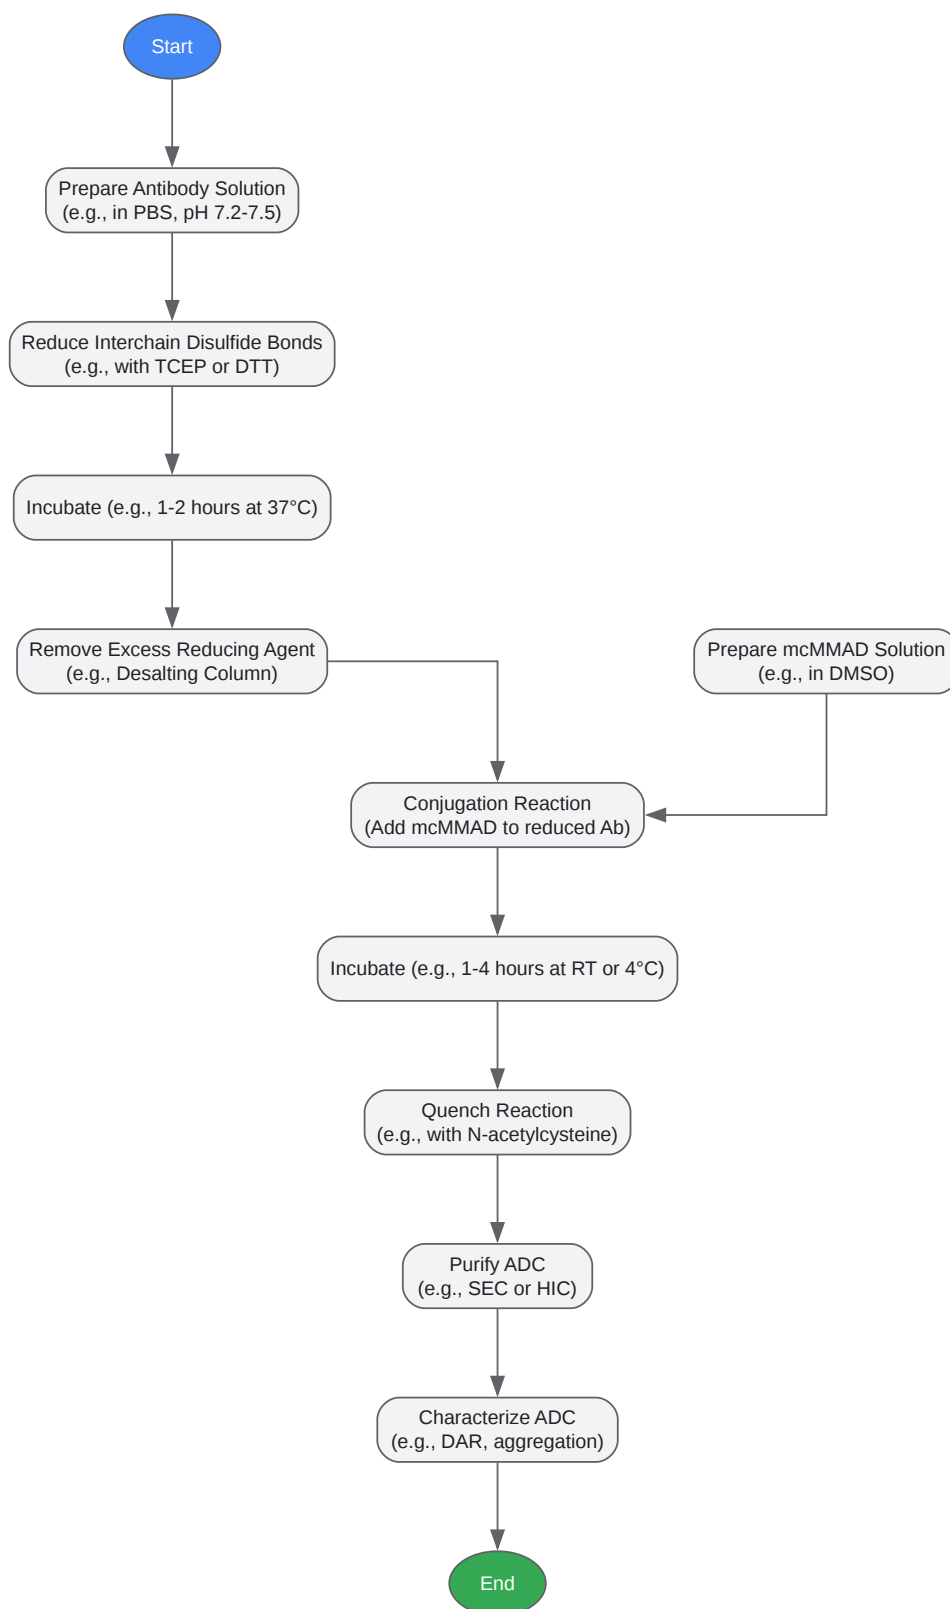 Start
Prepare Antibody Solution
(e.g., in PBS, pH 7.2-7.5)
Reduce Interchain Disulfide Bonds
(e.g., with TCEP or DTT)
Incubate (e.g., 1-2 hours at 37°C)
Remove Excess Reducing Agent
(e.g., Desalting Column)
Prepare mcMMAD Solution
(e.g., in DMSO)
Conjugation Reaction
(Add mcMMAD to reduced Ab)
Incubate (e.g., 1-4 hours at RT or 4°C)
Quench Reaction
(e.g., with N-acetylcysteine)
Purify ADC
(e.g., SEC or HIC)
Characterize ADC
(e.g., DAR, aggregation)
End